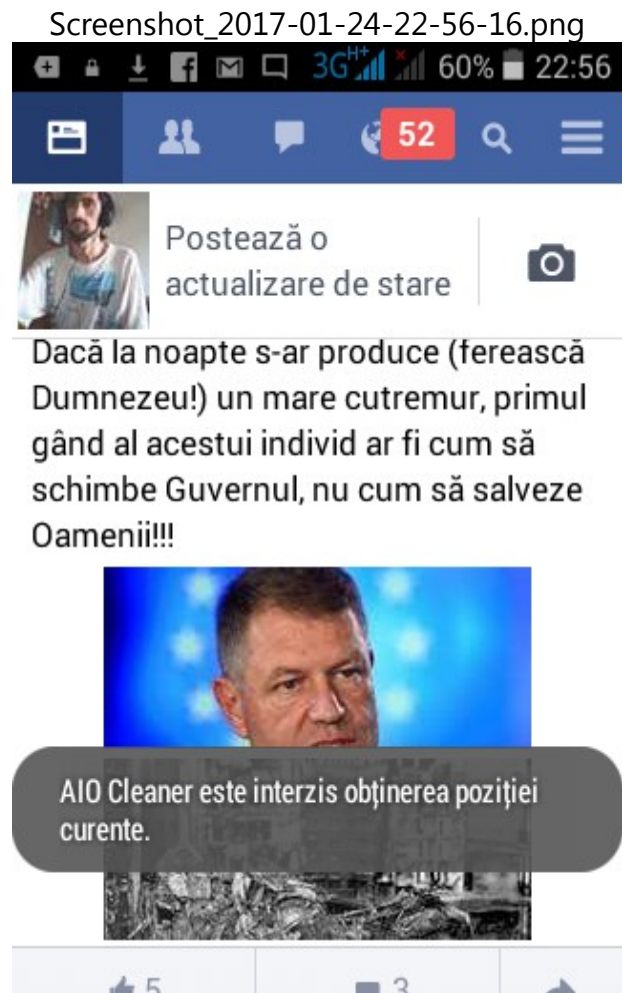 Screenshot_2017-01-24-22-56-16.png
3G H+ 60% 22:56
52
Postează o
actualizare de stare
Dacă la noapte s-ar produce (ferească
Dumnezeu!) un mare cutremur, primul
gând al acestui individ ar fi cum să
schimbe Guvernul, nu cum să salveze
Oamenii!!!
AIO Cleaner este interzis obținerea poziției
curente.
5 3